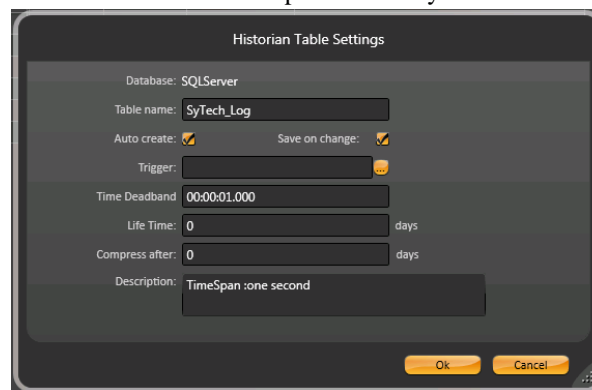 Historian Table Settings
Database: SQLServer
Table name: SyTech_Log
Auto create: Save on change:
Trigger: ...
Time Deadband 00:00:01.000
Life Time: 0 days
Compress after: 0 days
Description: TimeSpan :one second
Ok Cancel